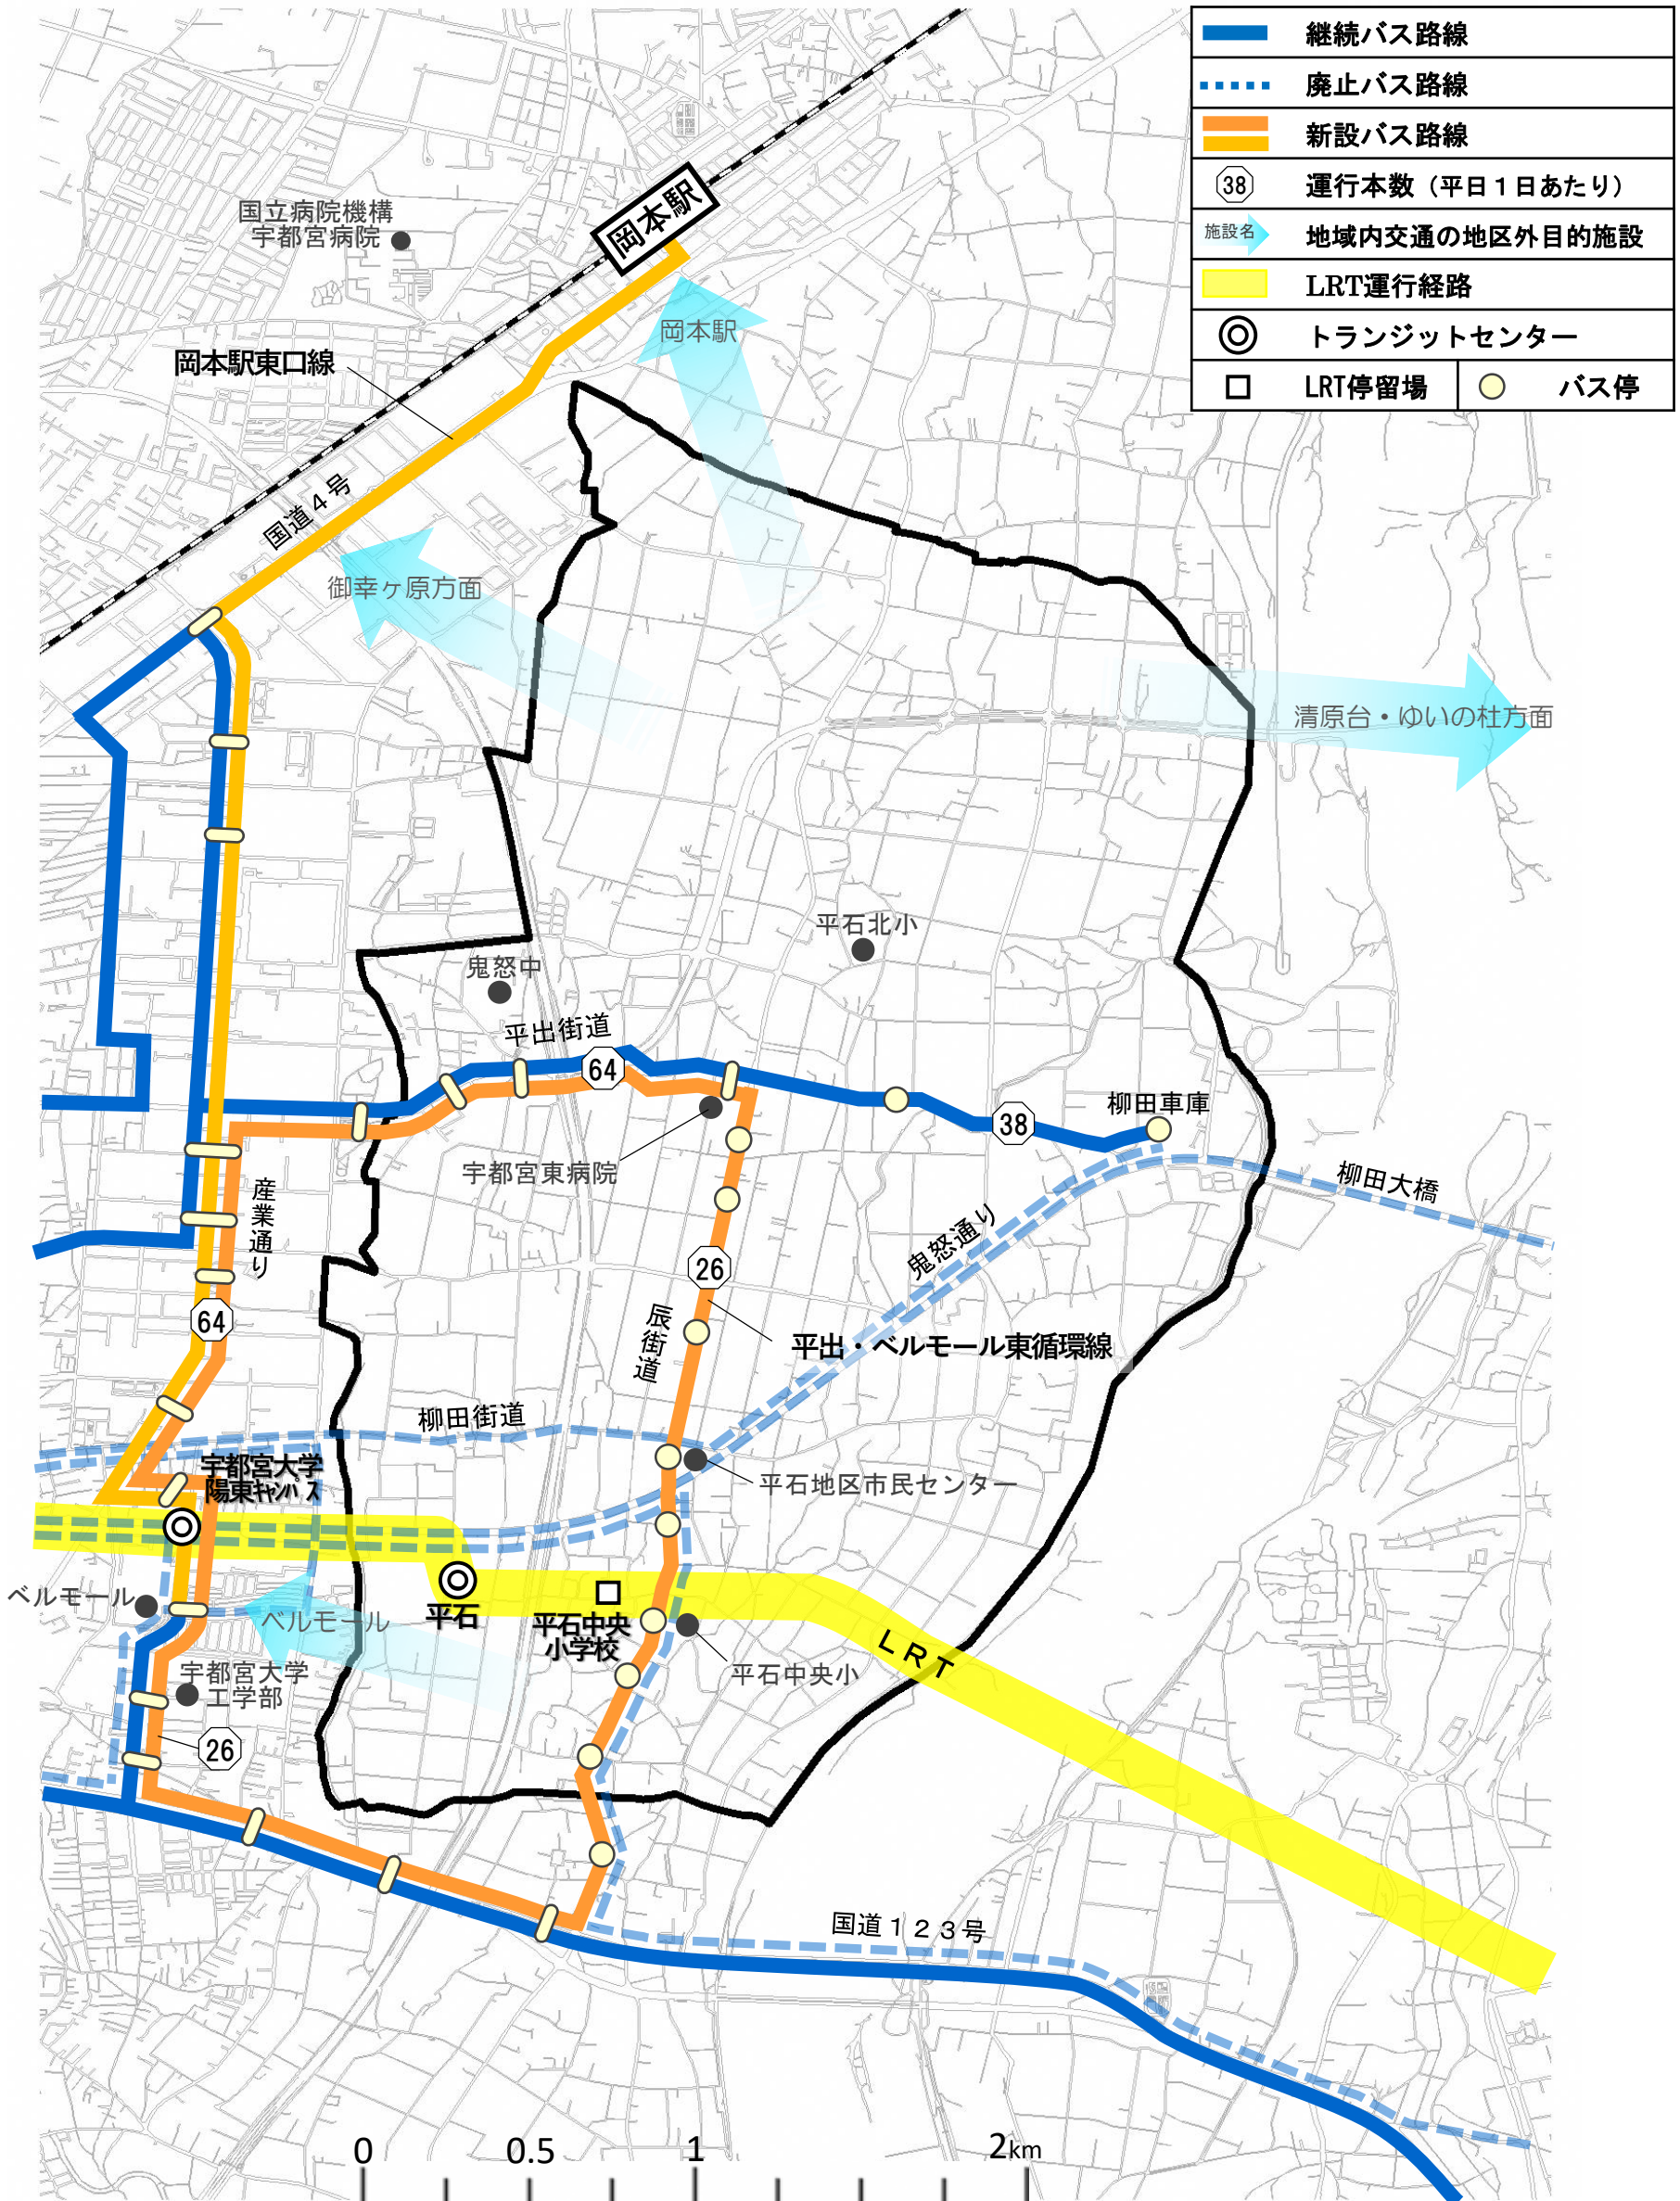 継続バス路線
廃止バス路線
新設バス路線
38
運行本数（平日１日あたり）
施設名
地域内交通の地区外目的施設
LRT運行経路
トランジットセンター
LRT停留場
バス停
国立病院機構
宇都宮病院
岡本駅
岡本駅
岡本駅東口線
国道４号
御幸ヶ原方面
清原台・ゆいの杜方面
平石北小
鬼怒中
平出街道
64
38
柳田車庫
宇都宮東病院
柳田大橋
産業通り
鬼怒通り
26
64
辰街道
平出・ベルモール東循環線
柳田街道
宇都宮大学
陽東ｷｬﾝﾊﾟｽ
平石地区市民センター
ベルモール
ベルモール
平石
平石中央
小学校
LRT
平石中央小
宇都宮大学
工学部
26
国道１２３号
0
0.5
1
2km